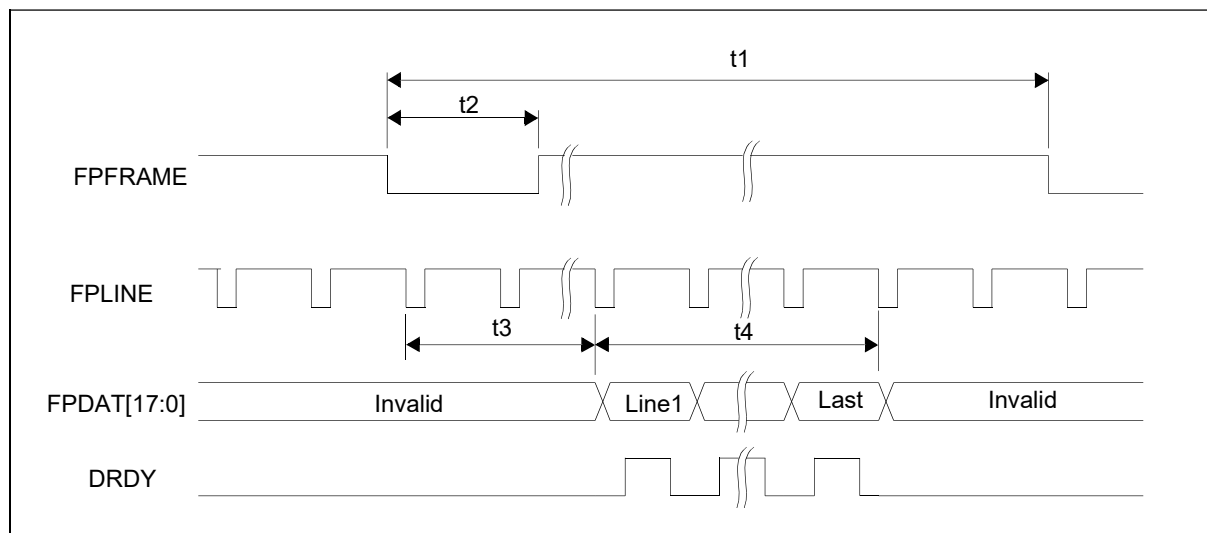 t1
t2
FPFRAME
FPLINE
t3
t4
FPDAT[17:0]
Invalid
Line1
Last
Invalid
DRDY